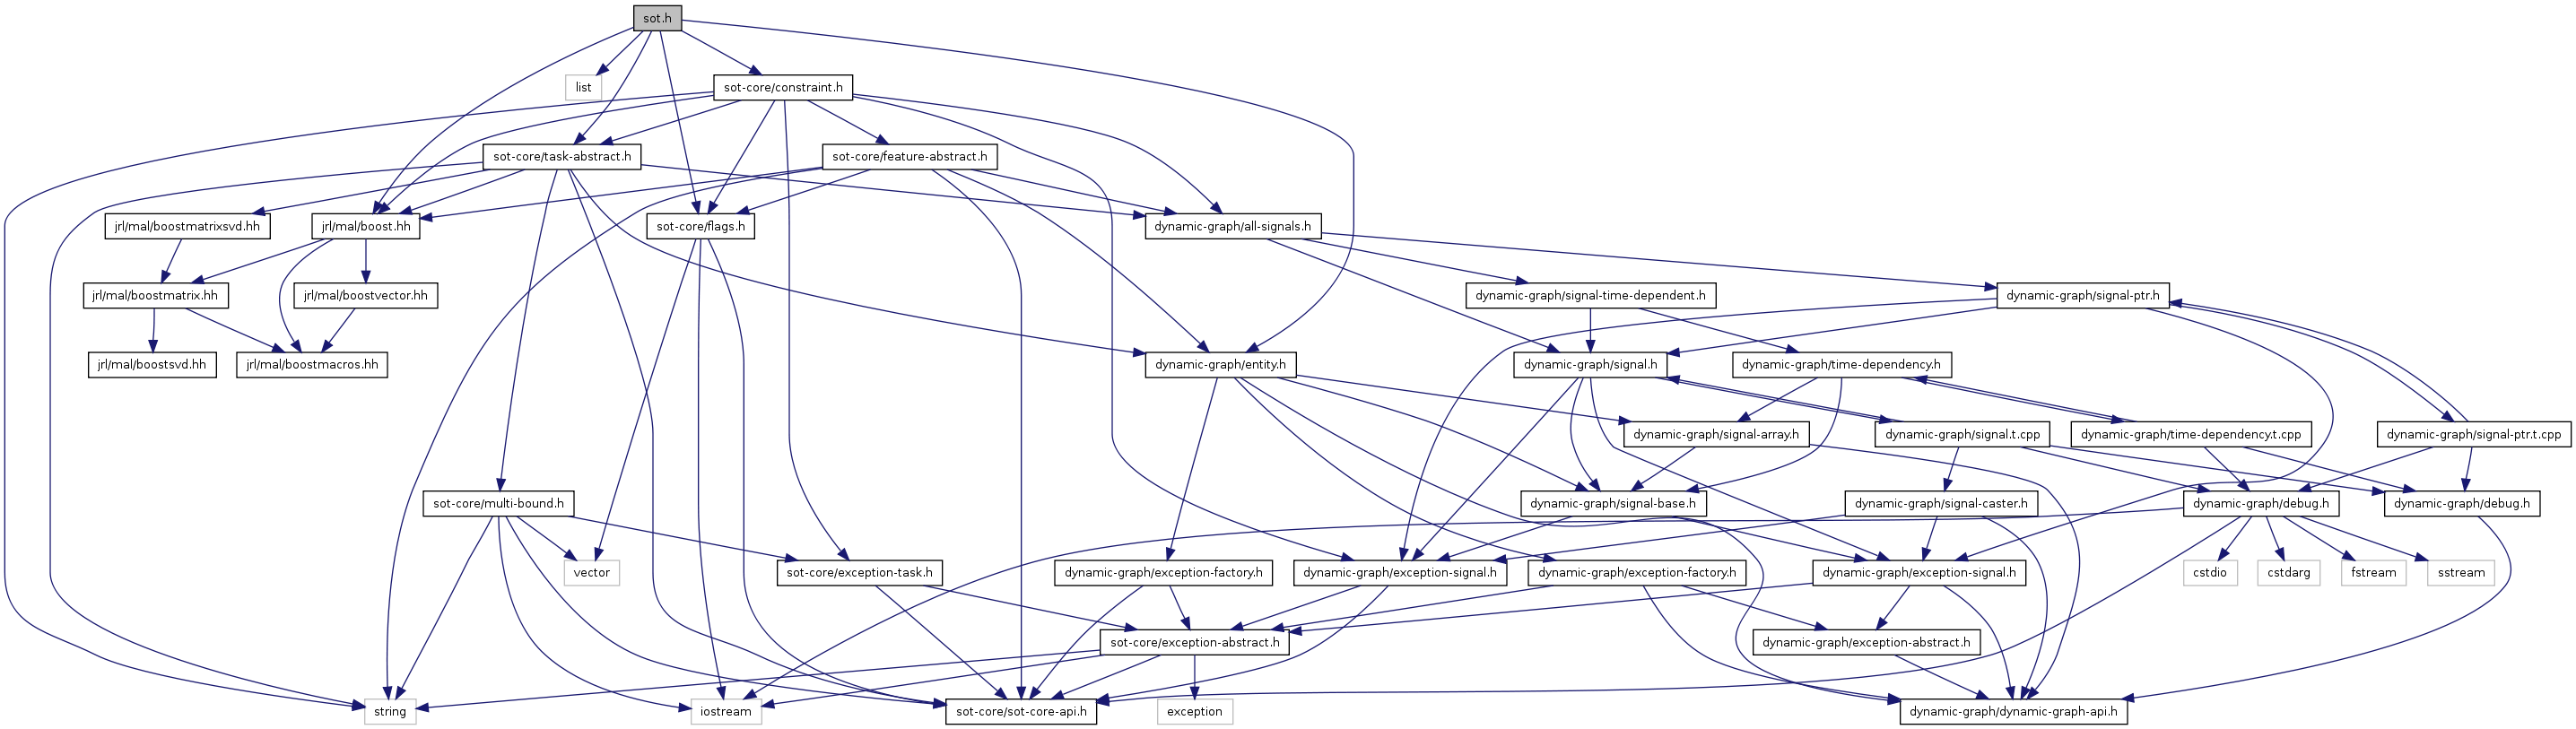 sot.h
list
sot-core/constraint.h
sot-core/task-abstract.h
sot-core/feature-abstract.h
jrl/mal/boostmatrixsvd.hh
jrl/mal/boost.hh
sot-core/flags.h
dynamic-graph/all-signals.h
jrl/mal/boostmatrix.hh
jrl/mal/boostvector.hh
dynamic-graph/signal-time-dependent.h
dynamic-graph/signal-ptr.h
jrl/mal/boostsvd.hh
jrl/mal/boostmacros.hh
dynamic-graph/entity.h
dynamic-graph/signal.h
dynamic-graph/time-dependency.h
dynamic-graph/signal-array.h
dynamic-graph/signal.t.cpp
dynamic-graph/time-dependency.t.cpp
dynamic-graph/signal-ptr.t.cpp
sot-core/multi-bound.h
dynamic-graph/signal-base.h
dynamic-graph/signal-caster.h
dynamic-graph/debug.h
dynamic-graph/debug.h
vector
sot-core/exception-task.h
dynamic-graph/exception-factory.h
dynamic-graph/exception-signal.h
dynamic-graph/exception-factory.h
dynamic-graph/exception-signal.h
cstdio
cstdarg
fstream
sstream
sot-core/exception-abstract.h
dynamic-graph/exception-abstract.h
string
iostream
sot-core/sot-core-api.h
exception
dynamic-graph/dynamic-graph-api.h